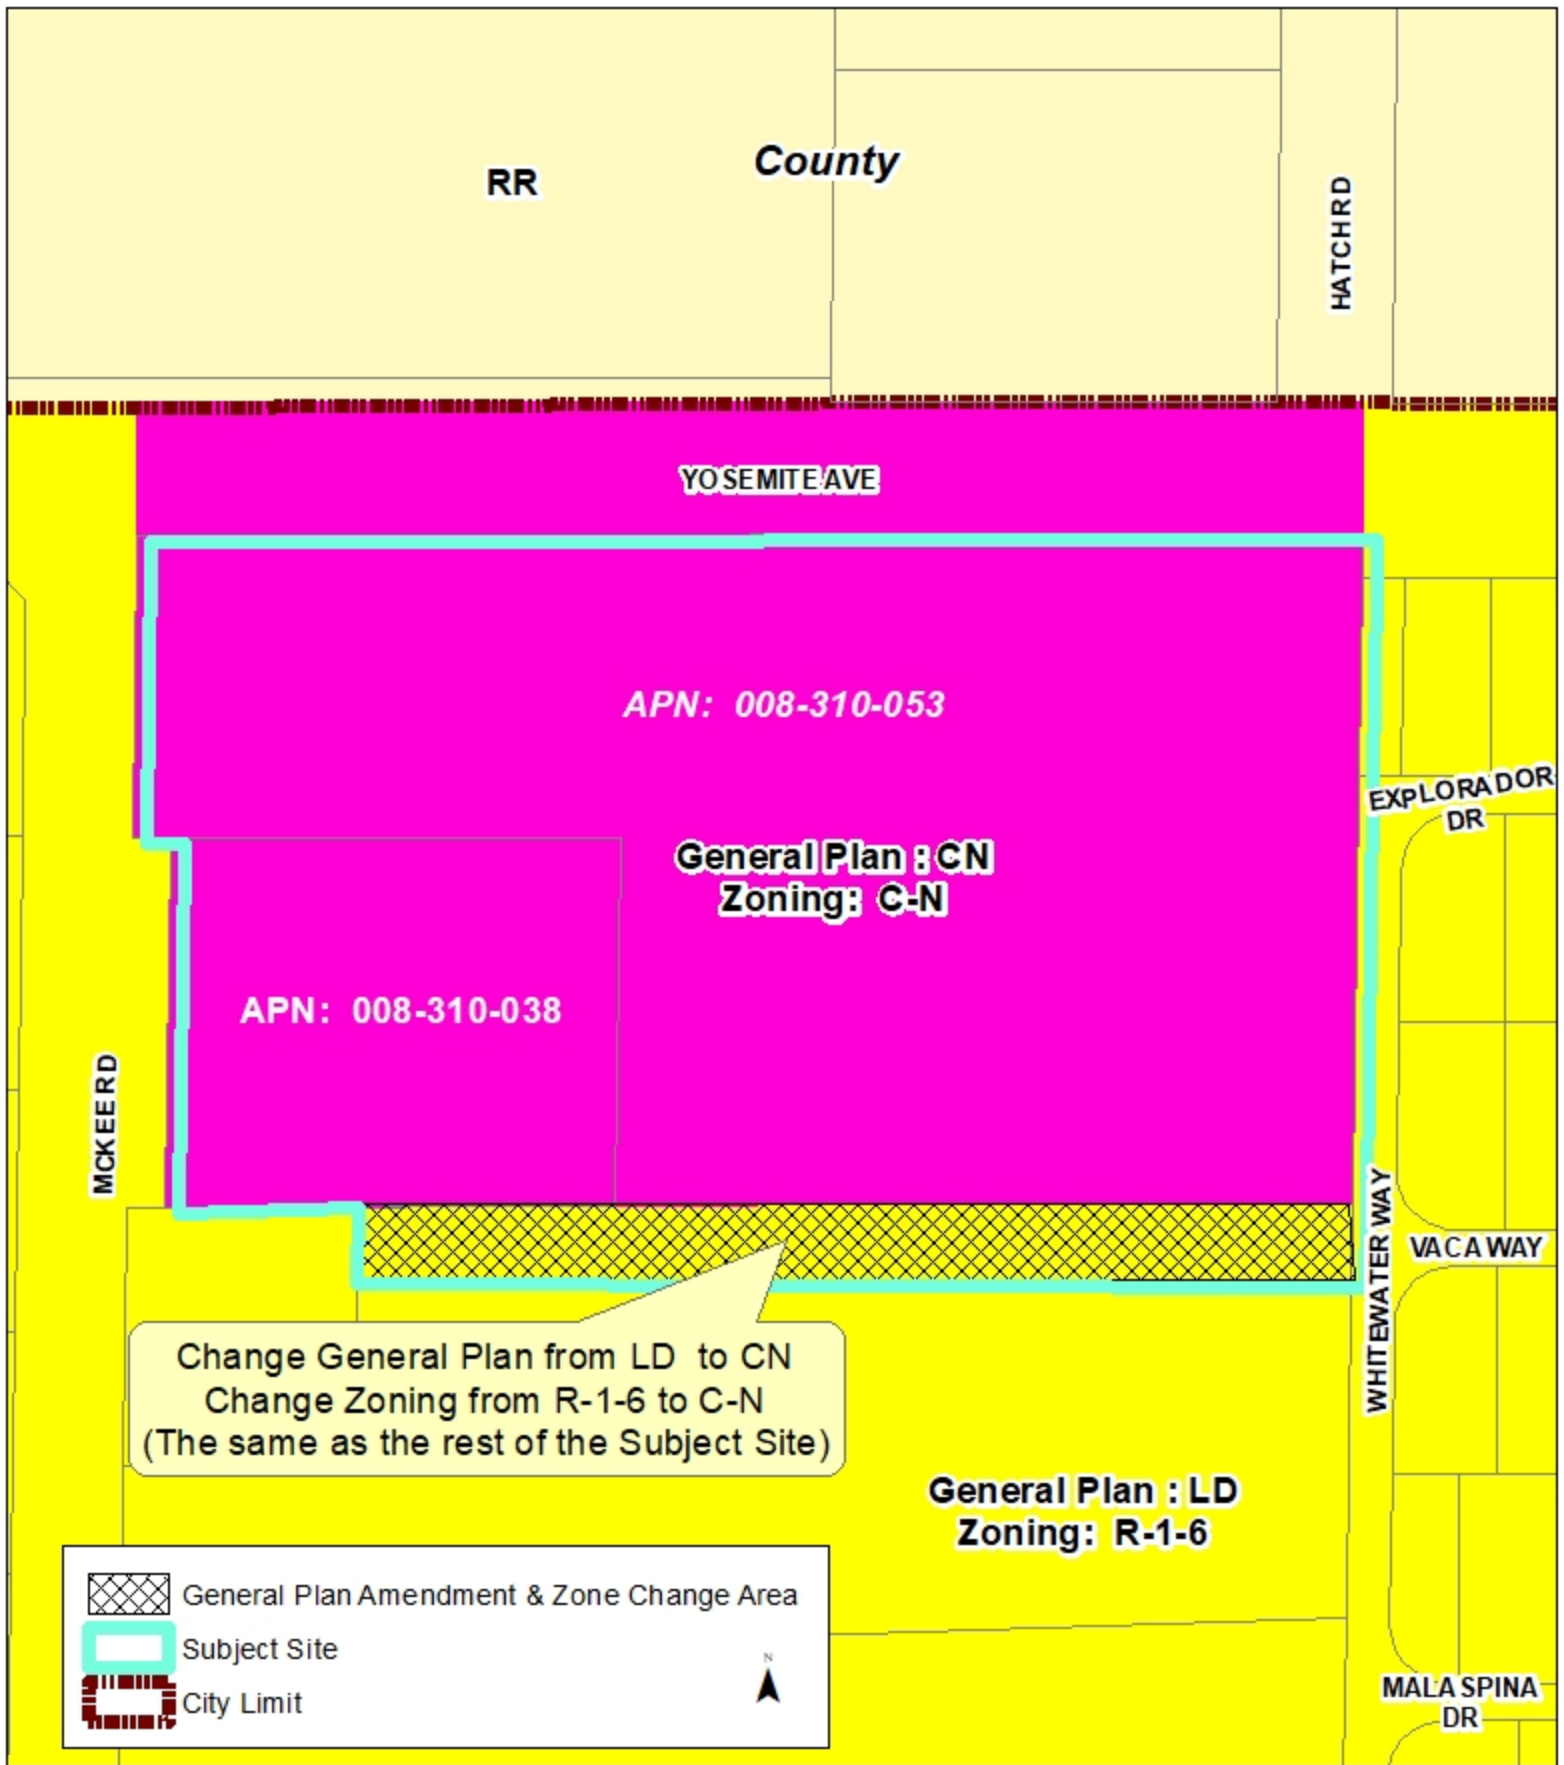 County
RR
HATCH RD
YOSEMITE AVE
APN: 008-310-053
EXPLORADOR
DR
General Plan : CN
Zoning: C-N
APN: 008-310-038
MCKEE RD
WHITEWATER WAY
VACA WAY
Change General Plan from LD to CN
Change Zoning from R-1-6 to C-N
(The same as the rest of the Subject Site)
General Plan : LD
Zoning: R-1-6
General Plan Amendment & Zone Change Area
Subject Site
City Limit
N
MALASPINA
DR